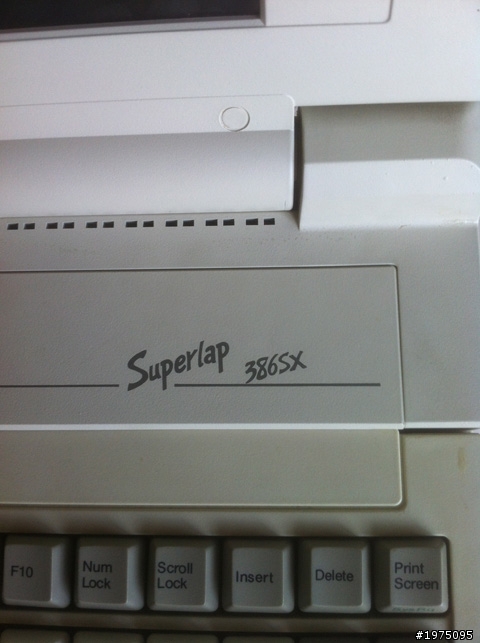 Superlap 386SX
F10
Num
Lock
Scroll
Lock
Insert
Delete
Print
Screen
#1975095